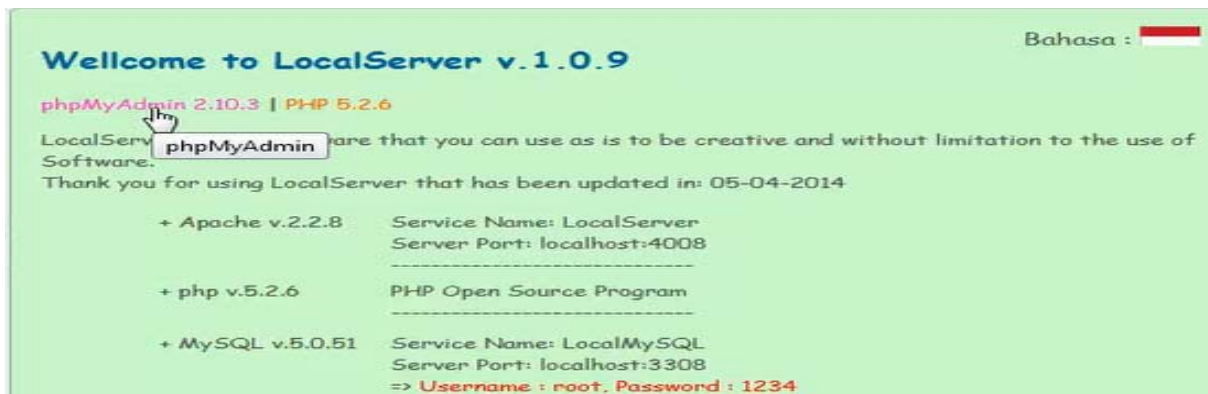 Bahasa :
Wellcome to LocalServer v.1.0.9
phpMyAdmin 2.10.3 | PHP 5.2.6
phpMyAdmin
LocalServ ware that you can use as is to be creative and without limitation to the use of
Software.
Thank you for using LocalServer that has been updated in: 05-04-2014
+ Apache v.2.2.8 Service Name: LocalServer
Server Port: localhost:4008
------------------------------
+ php v.5.2.6 PHP Open Source Program
------------------------------
+ MySQL v.5.0.51 Service Name: LocalMySQL
Server Port: localhost:3308
=> Username : root, Password : 1234